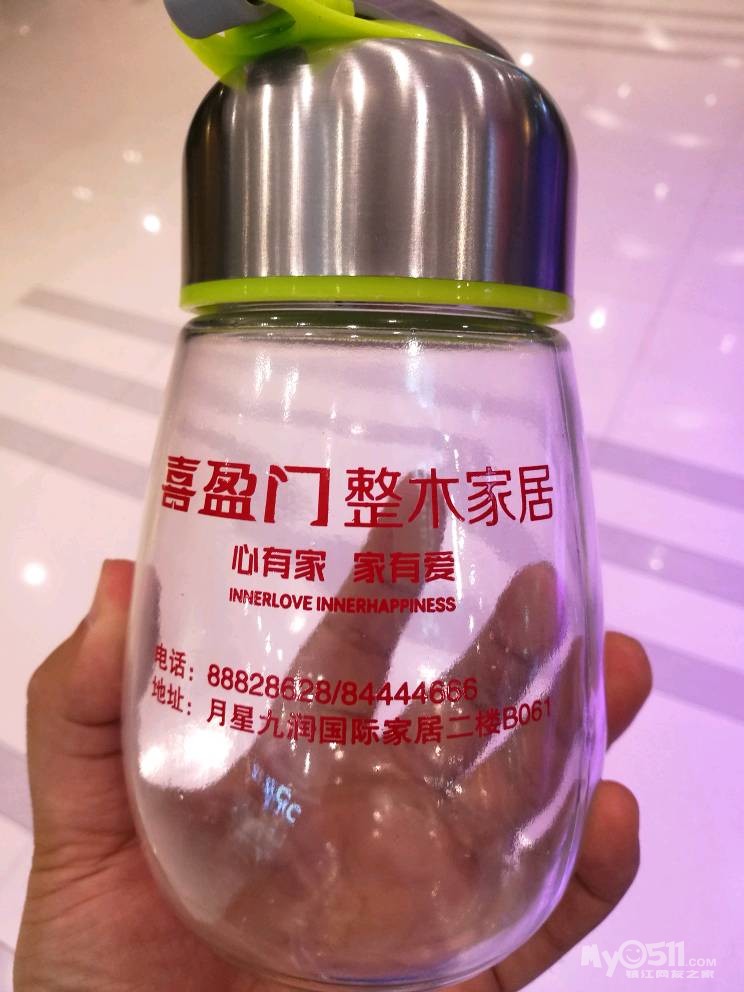 喜盈门 整木家居
心有家 家有爱
INNERLOVE INNERHAPPINESS
电话：88828628/84444666
地址：月星九润国际家居二楼B061
My0511.COM
镇江网友之家